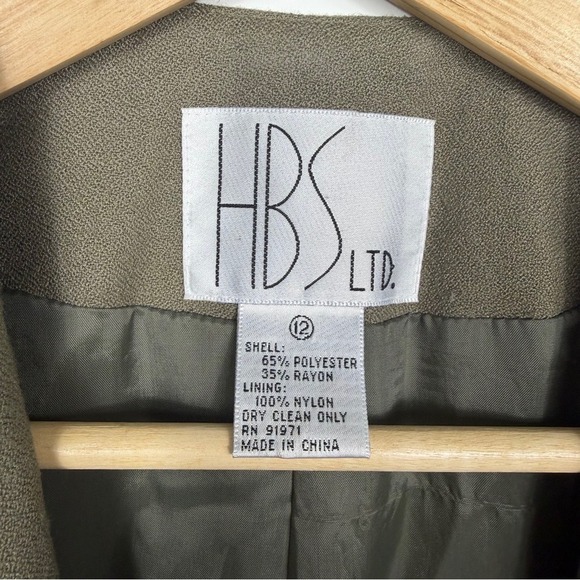 HBS LTD.
12
SHELL:
65% POLYESTER
35% RAYON
LINING:
100% NYLON
DRY CLEAN ONLY
RN 91971
MADE IN CHINA